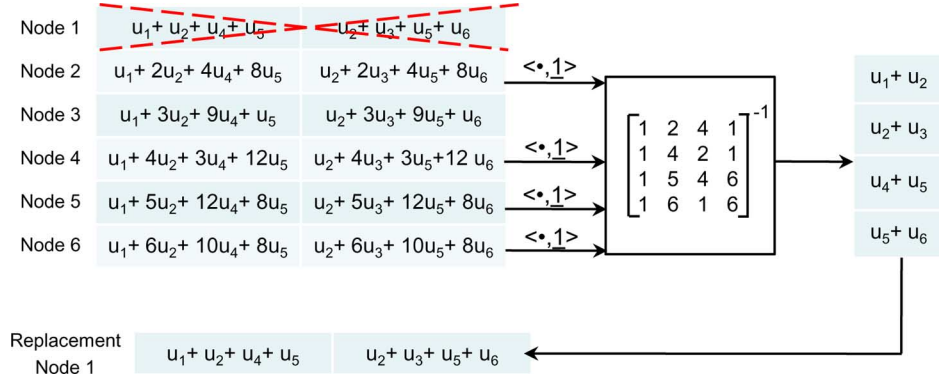 Node 1 u₁+ u₂+ u₄+ u₅ u₂+ u₃+ u₅+ u₆
Node 2 u₁+ 2u₂+ 4u₄+ 8u₅ u₂+ 2u₃+ 4u₅+ 8u₆ <•,1>
Node 3 u₁+ 3u₂+ 9u₄+ u₅ u₂+ 3u₃+ 9u₅+ u₆
Node 4 u₁+ 4u₂+ 3u₄+ 12u₅ u₂+ 4u₃+ 3u₅+12 u₆ <•,1>
Node 5 u₁+ 5u₂+ 12u₄+ 8u₅ u₂+ 5u₃+ 12u₅+ 8u₆ <•,1>
Node 6 u₁+ 6u₂+ 10u₄+ 8u₅ u₂+ 6u₃+ 10u₅+ 8u₆ <•,1>
-1
1 2 4 1
1 4 2 1
1 5 4 6
1 6 1 6
u₁+ u₂
u₂+ u₃
u₄+ u₅
u₅+ u₆
Replacement
Node 1 u₁+ u₂+ u₄+ u₅ u₂+ u₃+ u₅+ u₆